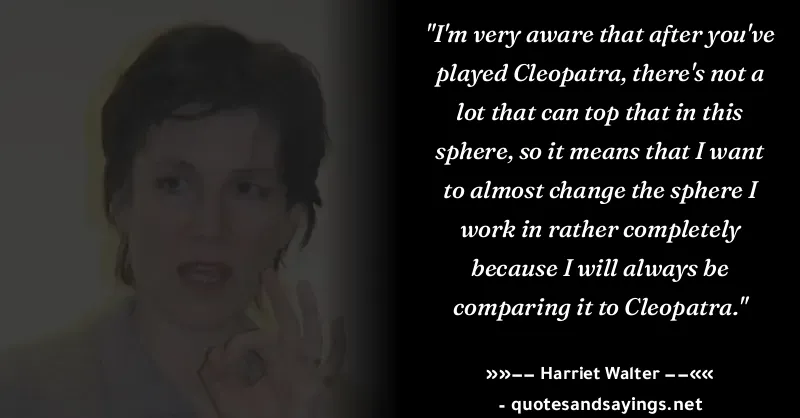 "I'm very aware that after you've
played Cleopatra, there's not a
lot that can top that in this
sphere, so it means that I want
to almost change the sphere I
work in rather completely
because I will always be
comparing it to Cleopatra."
»»−− Harriet Walter −−««
- quotesandsayings.net